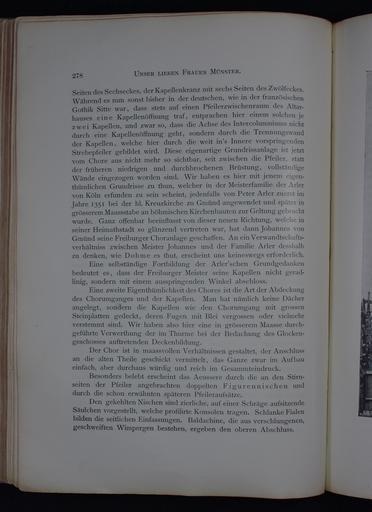 278 UNSER LIEBEN FRAUEN MÜNSTER.
Seiten des Sechseckes, der Kapellenkranz mit sechs Seiten des Zwölfeckes.
Während es nun sonst bisher in der deutschen, wie in der französischen
Gothik Sitte war, dass stets auf einen Pfeilerzwischenraum des Altar-
hauses eine Kapellenöffnung traf, entsprachen hier einem solchen je
zwei Kapellen, und zwar so, dass die Achse des Intercolumniums nicht
durch eine Kapellenöffnung geht, sondern durch die Trennungswand
der Kapellen, welche hier durch die weit in's Innere vorspringenden
Strebepfeiler gebildet wird. Diese eigenartige Grundrissanlage ist jetzt
vom Chore aus nicht mehr so sichtbar, seit zwischen die Pfeiler, statt
der früheren niedrigen und durchbrochenen Brüstung, vollständige
Wände eingezogen worden sind. Wir haben es hier mit jenem eigen-
thümlichen Grundrisse zu thun, welcher in der Meisterfamilie der Arler
von Köln erfunden zu sein scheint, jedenfalls von Peter Arler zuerst im
Jahre 1351 bei der hl. Kreuzkirche zu Gmünd angewendet und später in
grösserem Maassstabe an böhmischen Kirchenbauten zur Geltung gebracht
wurde. Ganz offenbar beeinflusst von dieser neuen Richtung, welche in
seiner Heimathstadt so glänzend vertreten war, hat dann Johannes von
Gmünd seine Freiburger Choranlage geschaffen. An ein Verwandtschafts-
verhältniss zwischen Meister Johannes und der Familie Arler desshalb
zu denken, wie Dohme es thut, erscheint uns keineswegs erforderlich.
Eine selbständige Fortbildung der Arler'schen Grundgedanken
bedeutet es, dass der Freiburger Meister seine Kapellen nicht gerad-
linig, sondern mit einem ausspringenden Winkel abschloss.
Eine zweite Eigenthümlichkeit des Chores ist die Art der Abdeckung
des Chorumganges und der Kapellen. Man hat nämlich keine Dächer
angelegt, sondern die Kapellen wie den Chorumgang mit grossen
Steinplatten gedeckt, deren Fugen mit Blei vergossen oder vielmehr
verstemmt sind. Wir haben also hier eine in grösserem Maasse durch-
geführte Verwerthung der im Thurme bei der Bedachung des Glocken-
geschosses auftretenden Deckenbildung.
Der Chor ist in maassvollen Verhältnissen gestaltet, der Anschluss
an die alten Theile geschickt vermittelt, das Ganze zwar im Aufbau
einfach, aber durchaus würdig und reich im Gesammteindruck.
Besonders belebt erscheint das Aeussere durch die an den Stirn-
seiten der Pfeiler angebrachten doppelten Figurennischen und
durch die schon erwähnten späteren Pfeileraufsätze.
Den gekehlten Nischen sind zierliche, auf einer Schräge aufsitzende
Säulchen vorgestellt, welche profilirte Konsolen tragen. Schlanke Fialen
bilden die seitlichen Einfassungen. Baldachine, die aus verschlungenen,
geschweiften Wimpergen bestehen, ergeben den oberen Abschluss.